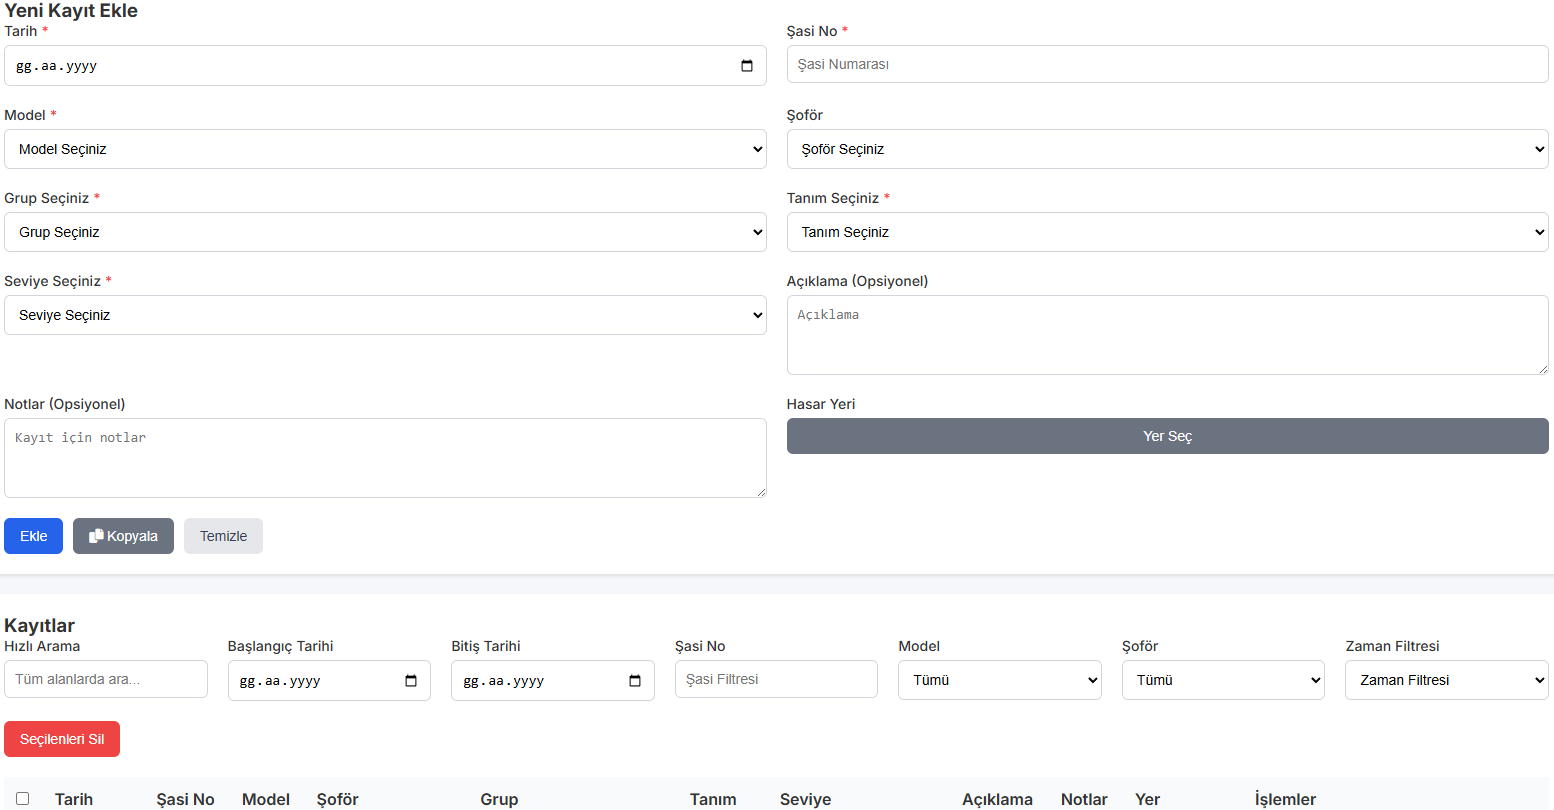 Yeni Kayıt Ekle
Tarih *
Şasi No *
gg.aa.yyyy
Şasi Numarası
Model *
Şoför
Model Seçiniz
Şoför Seçiniz
Grup Seçiniz *
Tanım Seçiniz *
Grup Seçiniz
Tanım Seçiniz
Seviye Seçiniz *
Açıklama (Opsiyonel)
Seviye Seçiniz
Açıklama
Notlar (Opsiyonel)
Hasar Yeri
Kayıt için notlar
Yer Seç
Ekle Kopyala Temizle
Kayıtlar
Hızlı Arama Başlangıç Tarihi Bitiş Tarihi Şasi No Model Şoför Zaman Filtresi
Tüm alanlarda ara... gg.aa.yyyy gg.aa.yyyy Şasi Filtresi Tümü Tümü Zaman Filtresi
Seçilenleri Sil
Tarih Şasi No Model Şoför Grup Tanım Seviye Açıklama Notlar Yer İşlemler